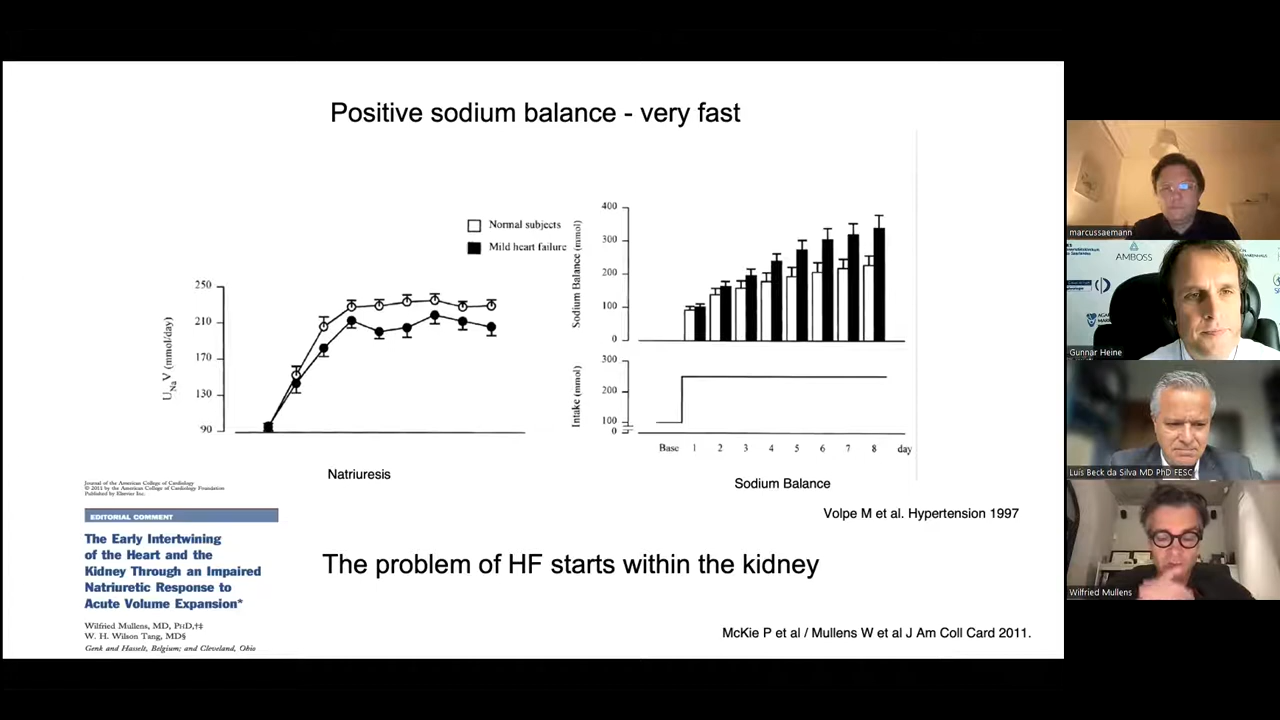 Positive sodium balance - very fast
Normal subjects
Mild heart failure
250
210
170
130
90
UNaV (mmol/day)
Natriuresis
400
300
200
100
0
Sodium Balance (mmol)
300
200
100
0
Intake (mmol)
Base 1 2 3 4 5 6 7 8 day
Sodium Balance
Volpe M et al. Hypertension 1997
Journal of the American College of Cardiology
© 2011 by the American College of Cardiology Foundation
Published by Elsevier Inc.
EDITORIAL COMMENT
The Early Intertwining
of the Heart and the
Kidney Through an Impaired
Natriuretic Response to
Acute Volume Expansion*
Wilfried Mullens, MD, PHD,†‡
W. H. Wilson Tang, MD§
Genk and Hasselt, Belgium; and Cleveland, Ohio
The problem of HF starts within the kidney
McKie P et al / Mullens W et al J Am Coll Card 2011.
marcussaemann
AMBOSS
Gunnar Heine
Luís Beck da Silva MD PhD FESC
Wilfried Mullens